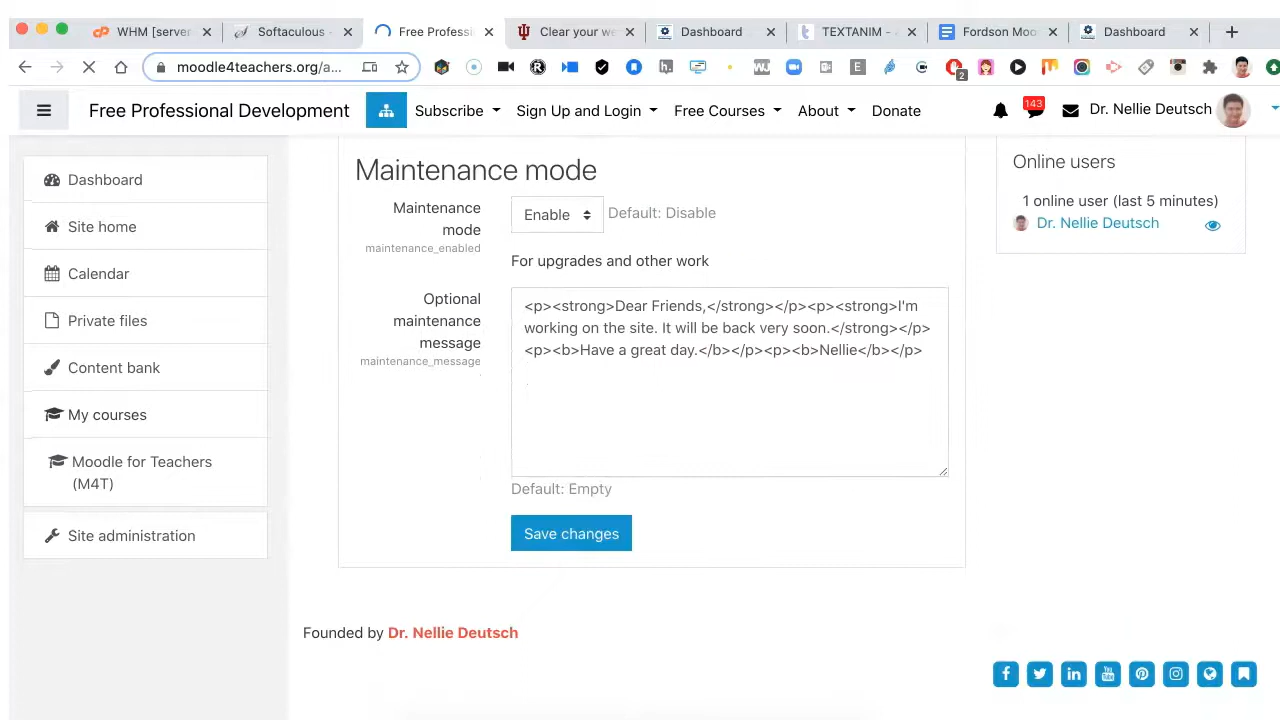 WHM [server
Softaculous -
Free Professi
Clear your we
Dashboard
TEXTANIM - 
Fordson Moo
Dashboard
moodle4teachers.org/a...
2
Free Professional Development
Subscribe
Sign Up and Login
Free Courses
About
Donate
143
Dr. Nellie Deutsch
Dashboard
Site home
Calendar
Private files
Content bank
My courses
Moodle for Teachers
(M4T)
Site administration
Maintenance mode
Maintenance
mode
maintenance_enabled
Enable
Default: Disable
For upgrades and other work
Optional
maintenance
message
maintenance_message
<p><strong>Dear Friends,</strong></p><p><strong>I'm
working on the site. It will be back very soon.</strong></p>
<p><b>Have a great day.</b></p><p><b>Nellie</b></p>
Default: Empty
Save changes
Online users
1 online user (last 5 minutes)
Dr. Nellie Deutsch
Founded by Dr. Nellie Deutsch